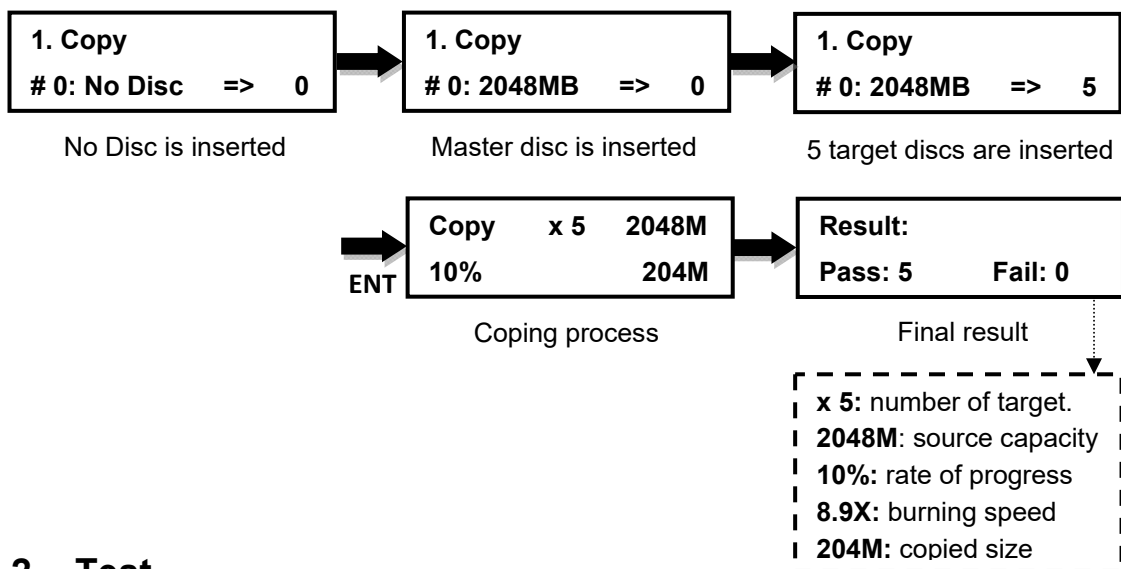 1. Copy
# 0: No Disc => 0
No Disc is inserted
1. Copy
# 0: 2048MB => 0
Master disc is inserted
1. Copy
# 0: 2048MB => 5
5 target discs are inserted
ENT
Copy x 5 2048M
10% 204M
Coping process
Result:
Pass: 5 Fail: 0
Final result
x 5: number of target.
2048M: source capacity
10%: rate of progress
8.9X: burning speed
204M: copied size
2. Test